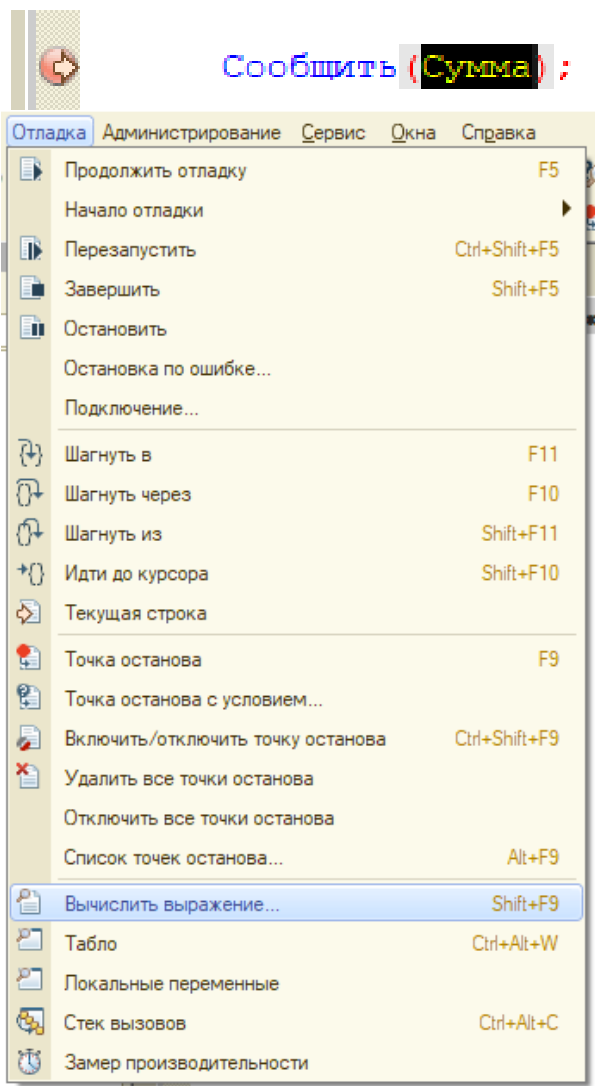 Сообщить(Сумма);
Отладка Администрирование Сервис Окна Справка
Продолжить отладку F5
Начало отладки
Перезапустить Ctrl+Shift+F5
Завершить Shift+F5
Остановить
Остановка по ошибке...
Подключение...
Шагнуть в F11
Шагнуть через F10
Шагнуть из Shift+F11
Идти до курсора Shift+F10
Текущая строка
Точка останова F9
Точка останова с условием...
Включить/отключить точку останова Ctrl+Shift+F9
Удалить все точки останова
Отключить все точки останова
Список точек останова... Alt+F9
Вычислить выражение... Shift+F9
Табло Ctrl+Alt+W
Локальные переменные
Стек вызовов Ctrl+Alt+C
Замер производительности